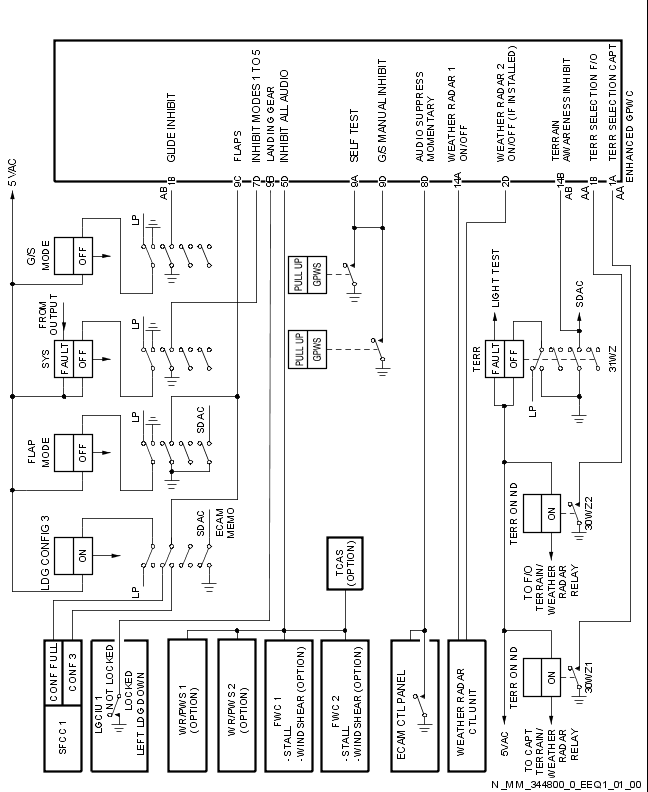 5 VAC
GLIDE INHIBIT
FLAPS
INHIBIT MODES 1 TO 5
LANDING GEAR
INHIBIT ALL AUDIO
SELF TEST
G/S MANUAL INHIBIT
AUDIO SUPPRESS
MOMENTARY
WEATHER RADAR 1
ON/OFF
WEATHER RADAR 2
ON/OFF (IF INSTALLED)
TERRAIN
AWARENESS INHIBIT
TERR SELECTION F/O
TERR SELECTION CAPT
ENHANCED GPWC
AB 1B
9C
7D
9B
5D
9A
9D
8D
14A
2D
14B
AB
AA 1B
1A
AA
G/S
MODE
OFF
LP
FROM
OUTPUT
SYS
FAULT
OFF
LP
FLAP
MODE
OFF
LP
SDAC
LDG CONFIG 3
ON
LP
SDAC
ECAM
MEMO
PULL UP
GPWS
PULL UP
GPWS
LIGHT TEST
TERR
FAULT
OFF
LP
SDAC
31WZ
TERR ON ND
ON
30WZ2
TO F/O
TERRAIN/
WEATHER
RADAR
RELAY
TERR ON ND
ON
30WZ1
5VAC
TO CAPT
TERRAIN/
WEATHER
RADAR
RELAY
SFCC 1
CONF FULL
CONF 3
LGCIU 1
NOT LOCKED
LOCKED
LEFT LDG DOWN
WR/PWS 1
(OPTION)
WR/PWS 2
(OPTION)
FWC 1
-STALL
-WINDSHEAR (OPTION)
FWC 2
-STALL
-WINDSHEAR (OPTION)
TCAS
(OPTION)
ECAM CTL PANEL
WEATHER RADAR
CTL UNIT
N_MM_344800_0_EEQ1_01_00